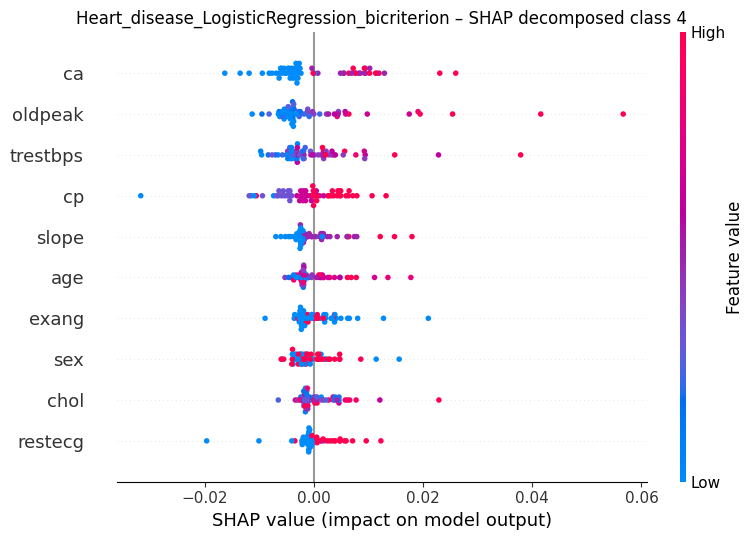 Heart_disease_LogisticRegression_bicriterion – SHAP decomposed class 4
High
ca
oldpeak
trestbps
cp
slope
age
exang
sex
chol
restecg
Feature value
Low
−0.02 0.00 0.02 0.04 0.06
SHAP value (impact on model output)